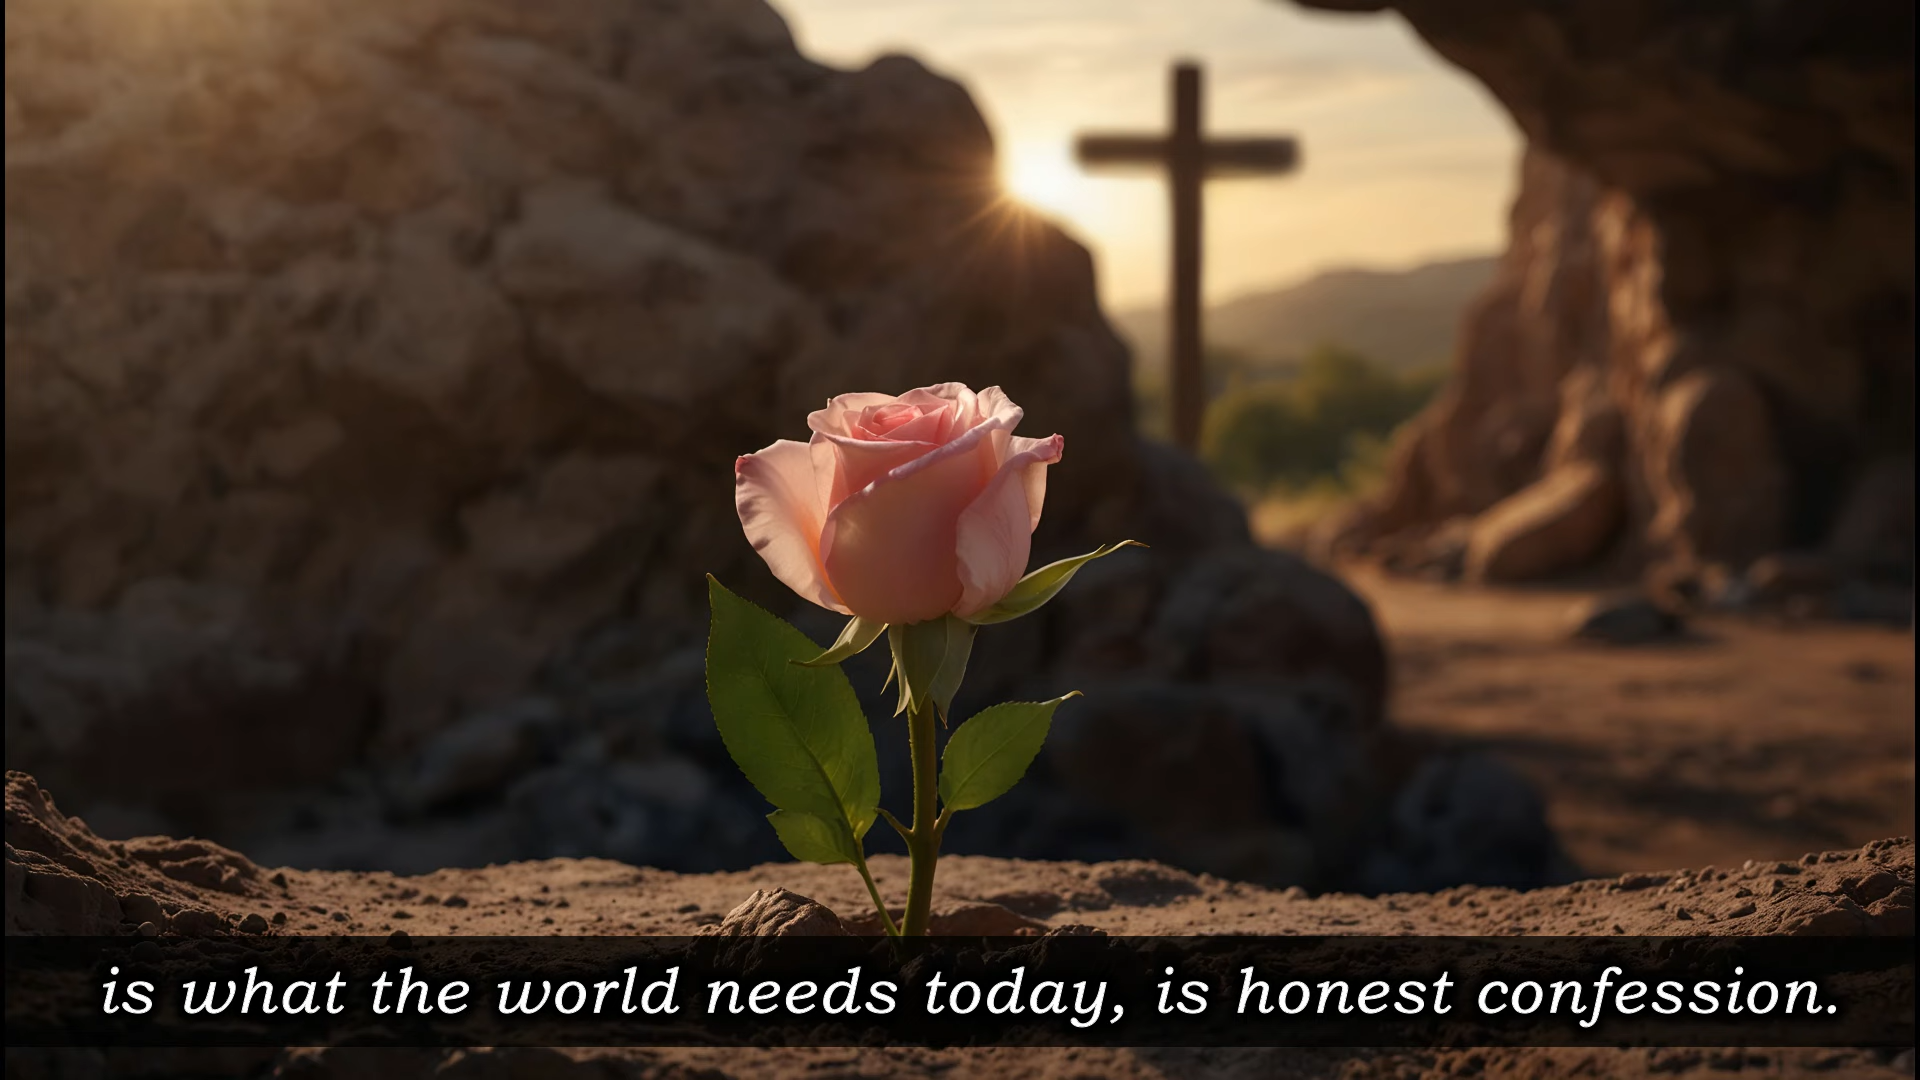 is what the world needs today, is honest confession.